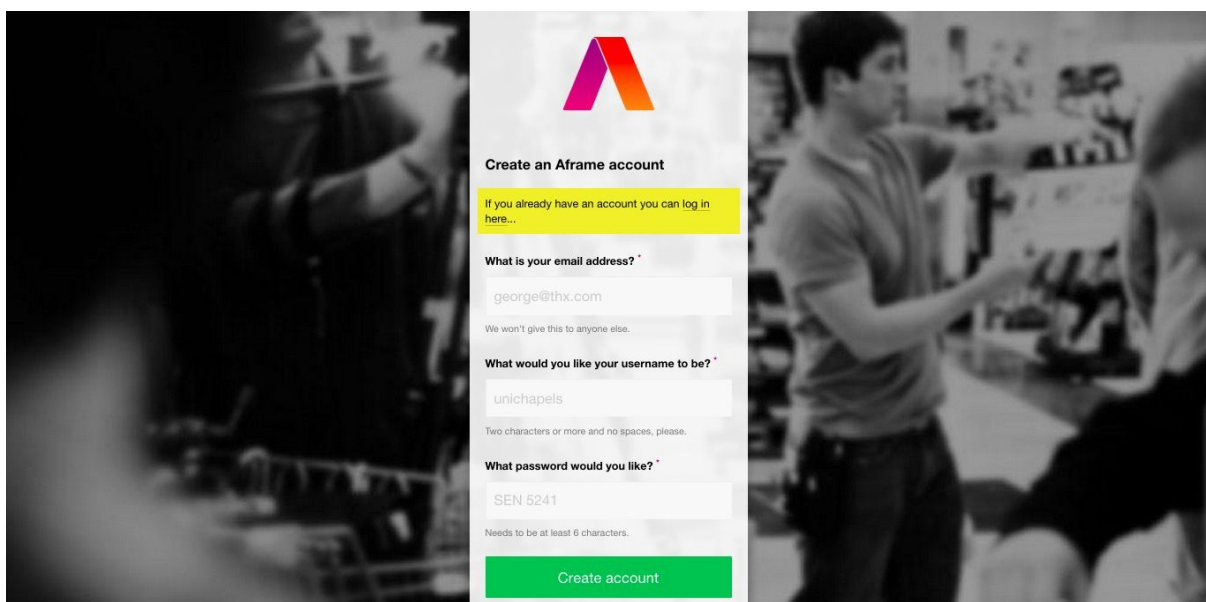 Create an Aframe account
If you already have an account you can log in
here...
What is your email address? *
george@thx.com
We won't give this to anyone else.
What would you like your username to be? *
unichapels
Two characters or more and no spaces, please.
What password would you like? *
SEN 5241
Needs to be at least 6 characters.
Create account